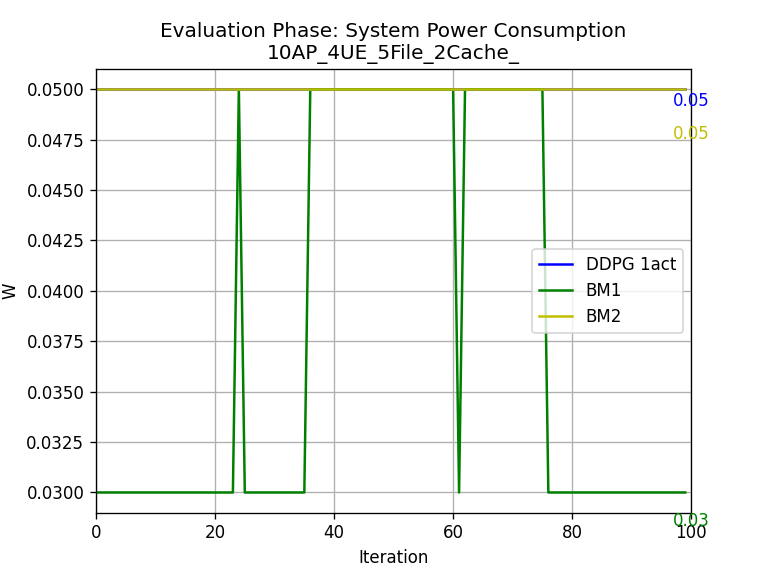 Evaluation Phase: System Power Consumption
10AP_4UE_5File_2Cache_
0.0500
0.0475
0.0450
0.0425
0.0400
0.0375
0.0350
0.0325
0.0300
W
0.05
0.05
DDPG 1act
BM1
BM2
0.03
0
20
40
60
80
100
Iteration